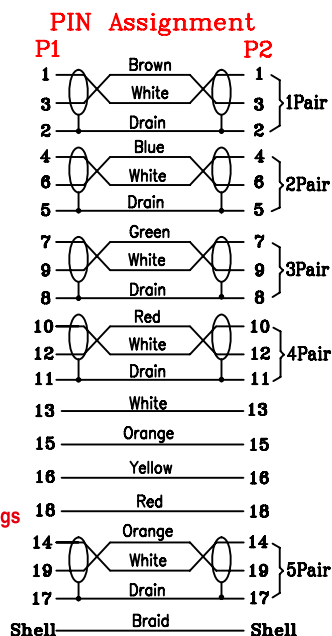 PIN Assignment
P1 P2
1 Brown 1
3 White 3 1Pair
2 Drain 2
4 Blue 4
6 White 6 2Pair
5 Drain 5
7 Green 7
9 White 9 3Pair
8 Drain 8
10 Red 10
12 White 12 4Pair
11 Drain 11
13 White 13
15 Orange 15
16 Yellow 16
gs 18 Red 18
14 Orange 14
19 White 19 5Pair
17 Drain 17
Shell Braid Shell